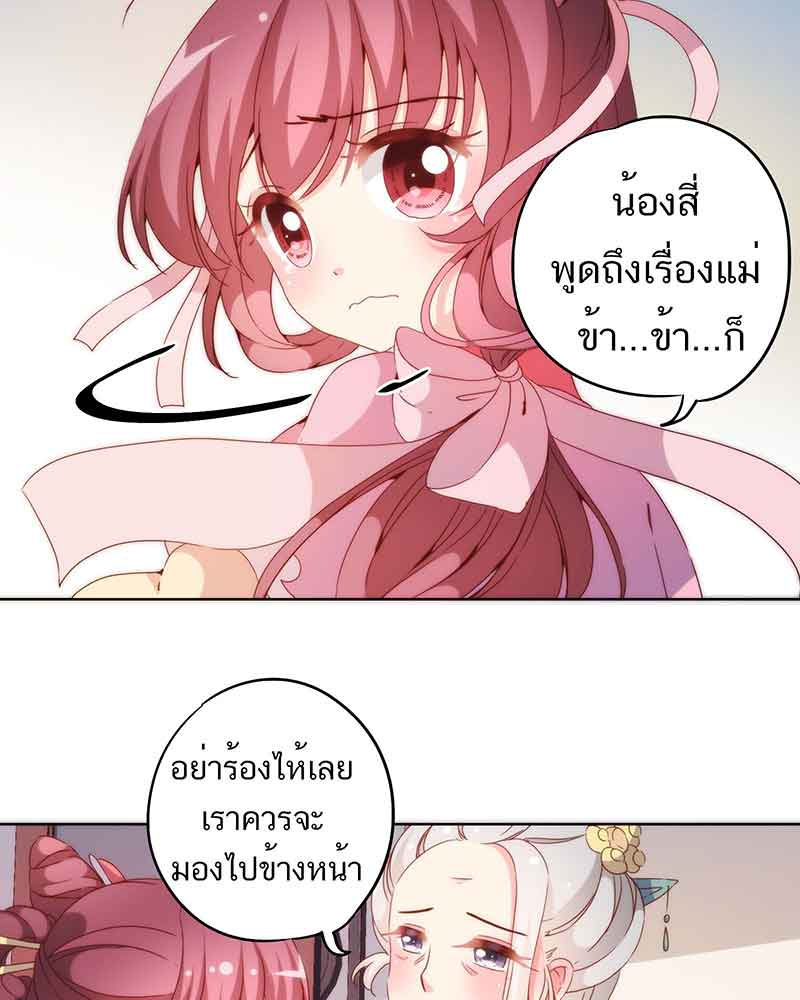 น้องสี่
พูดถึงเรื่องแม่
ข้า...ข้า...ก็
อย่าร้องไห้เลย
เราควรจะ
มองไปข้างหน้า